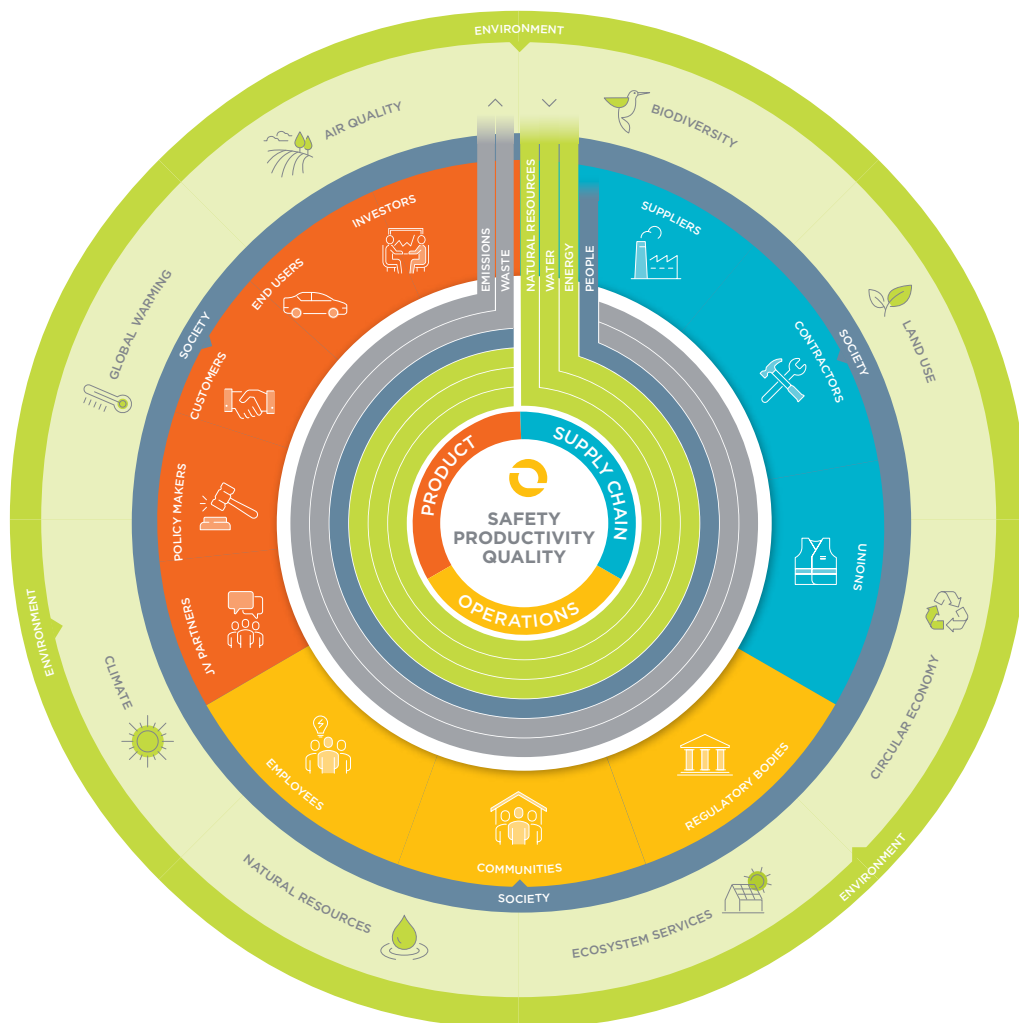 ENVIRONMENT
BIODIVERSITY
LAND USE
CIRCULAR ECONOMY
ENVIRONMENT
ECOSYSTEM SERVICES
NATURAL RESOURCES
CLIMATE
ENVIRONMENT
GLOBAL WARMING
AIR QUALITY
SOCIETY
SOCIETY
SOCIETY
INVESTORS
END USERS
CUSTOMERS
POLICY MAKERS
JV PARTNERS
EMPLOYEES
COMMUNITIES
REGULATORY BODIES
UNIONS
CONTRACTORS
SUPPLIERS
EMISSIONS
WASTE
NATURAL RESOURCES
WATER
ENERGY
PEOPLE
PRODUCT
SUPPLY CHAIN
OPERATIONS
SAFETY
PRODUCTIVITY
QUALITY